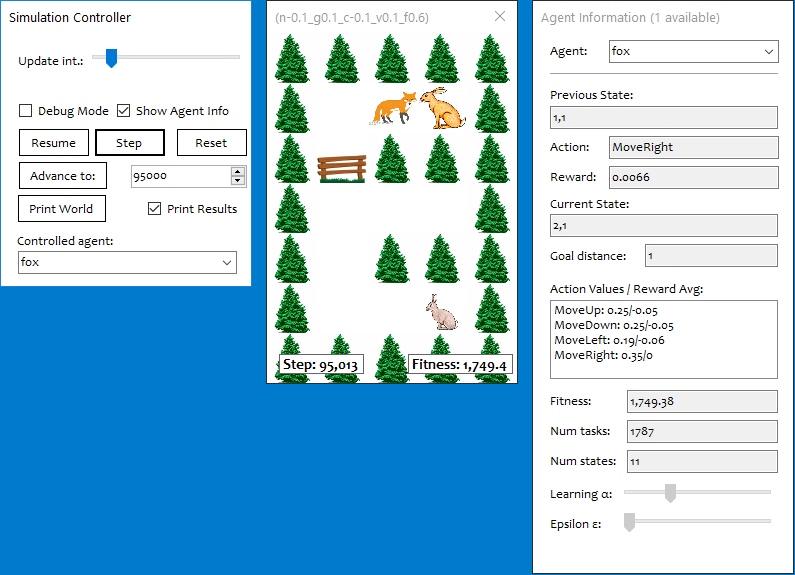 Simulation Controller
Update int.:
Debug Mode
Show Agent Info
Resume
Step
Reset
Advance to:
95000
Print World
Print Results
Controlled agent:
fox
(n-0.1_g0.1_c-0.1_v0.1_f0.6)
Step: 95,013
Fitness: 1,749.4
Agent Information (1 available)
Agent:
fox
Previous State:
1,1
Action:
MoveRight
Reward:
0.0066
Current State:
2,1
Goal distance:
1
Action Values / Reward Avg:
MoveUp: 0.25/-0.05
MoveDown: 0.25/-0.05
MoveLeft: 0.19/-0.06
MoveRight: 0.35/0
Fitness:
1,749.38
Num tasks:
1787
Num states:
11
Learning α:
Epsilon ε: